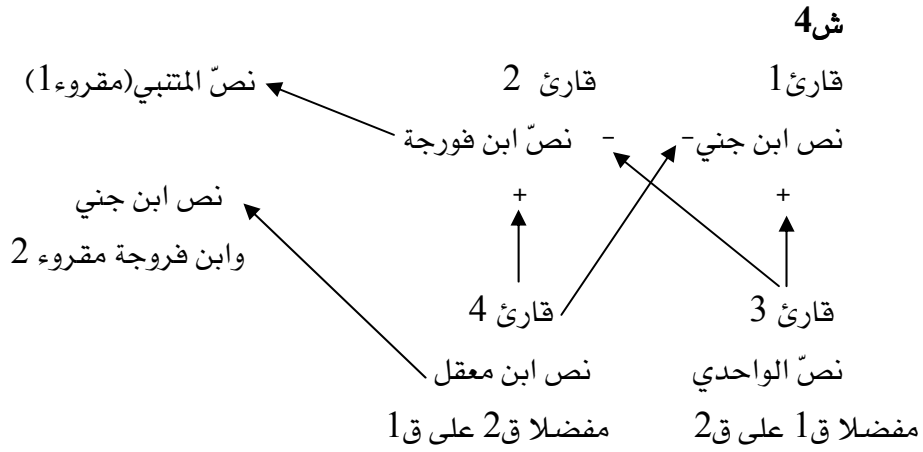 ش4
قارئ1 قارئ 2 نصّ المتنبي(مقروء1)
نص ابن جني- - نصّ ابن فورجة
نص ابن جني
+ +
وابن فروجة مقروء 2
قارئ 3 قارئ 4
نصّ الواحدي نص ابن معقل
مفضلا ق1 على ق2 مفضلا ق2 على ق1